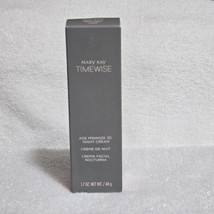 MARY KAY
TIMEWISE
AGE MINIMIZE 3D
NIGHT CREAM
CRÈME DE NUIT
CREMA FACIAL
NOCTURNA
1.7 OZ. NET WT. / 48 g